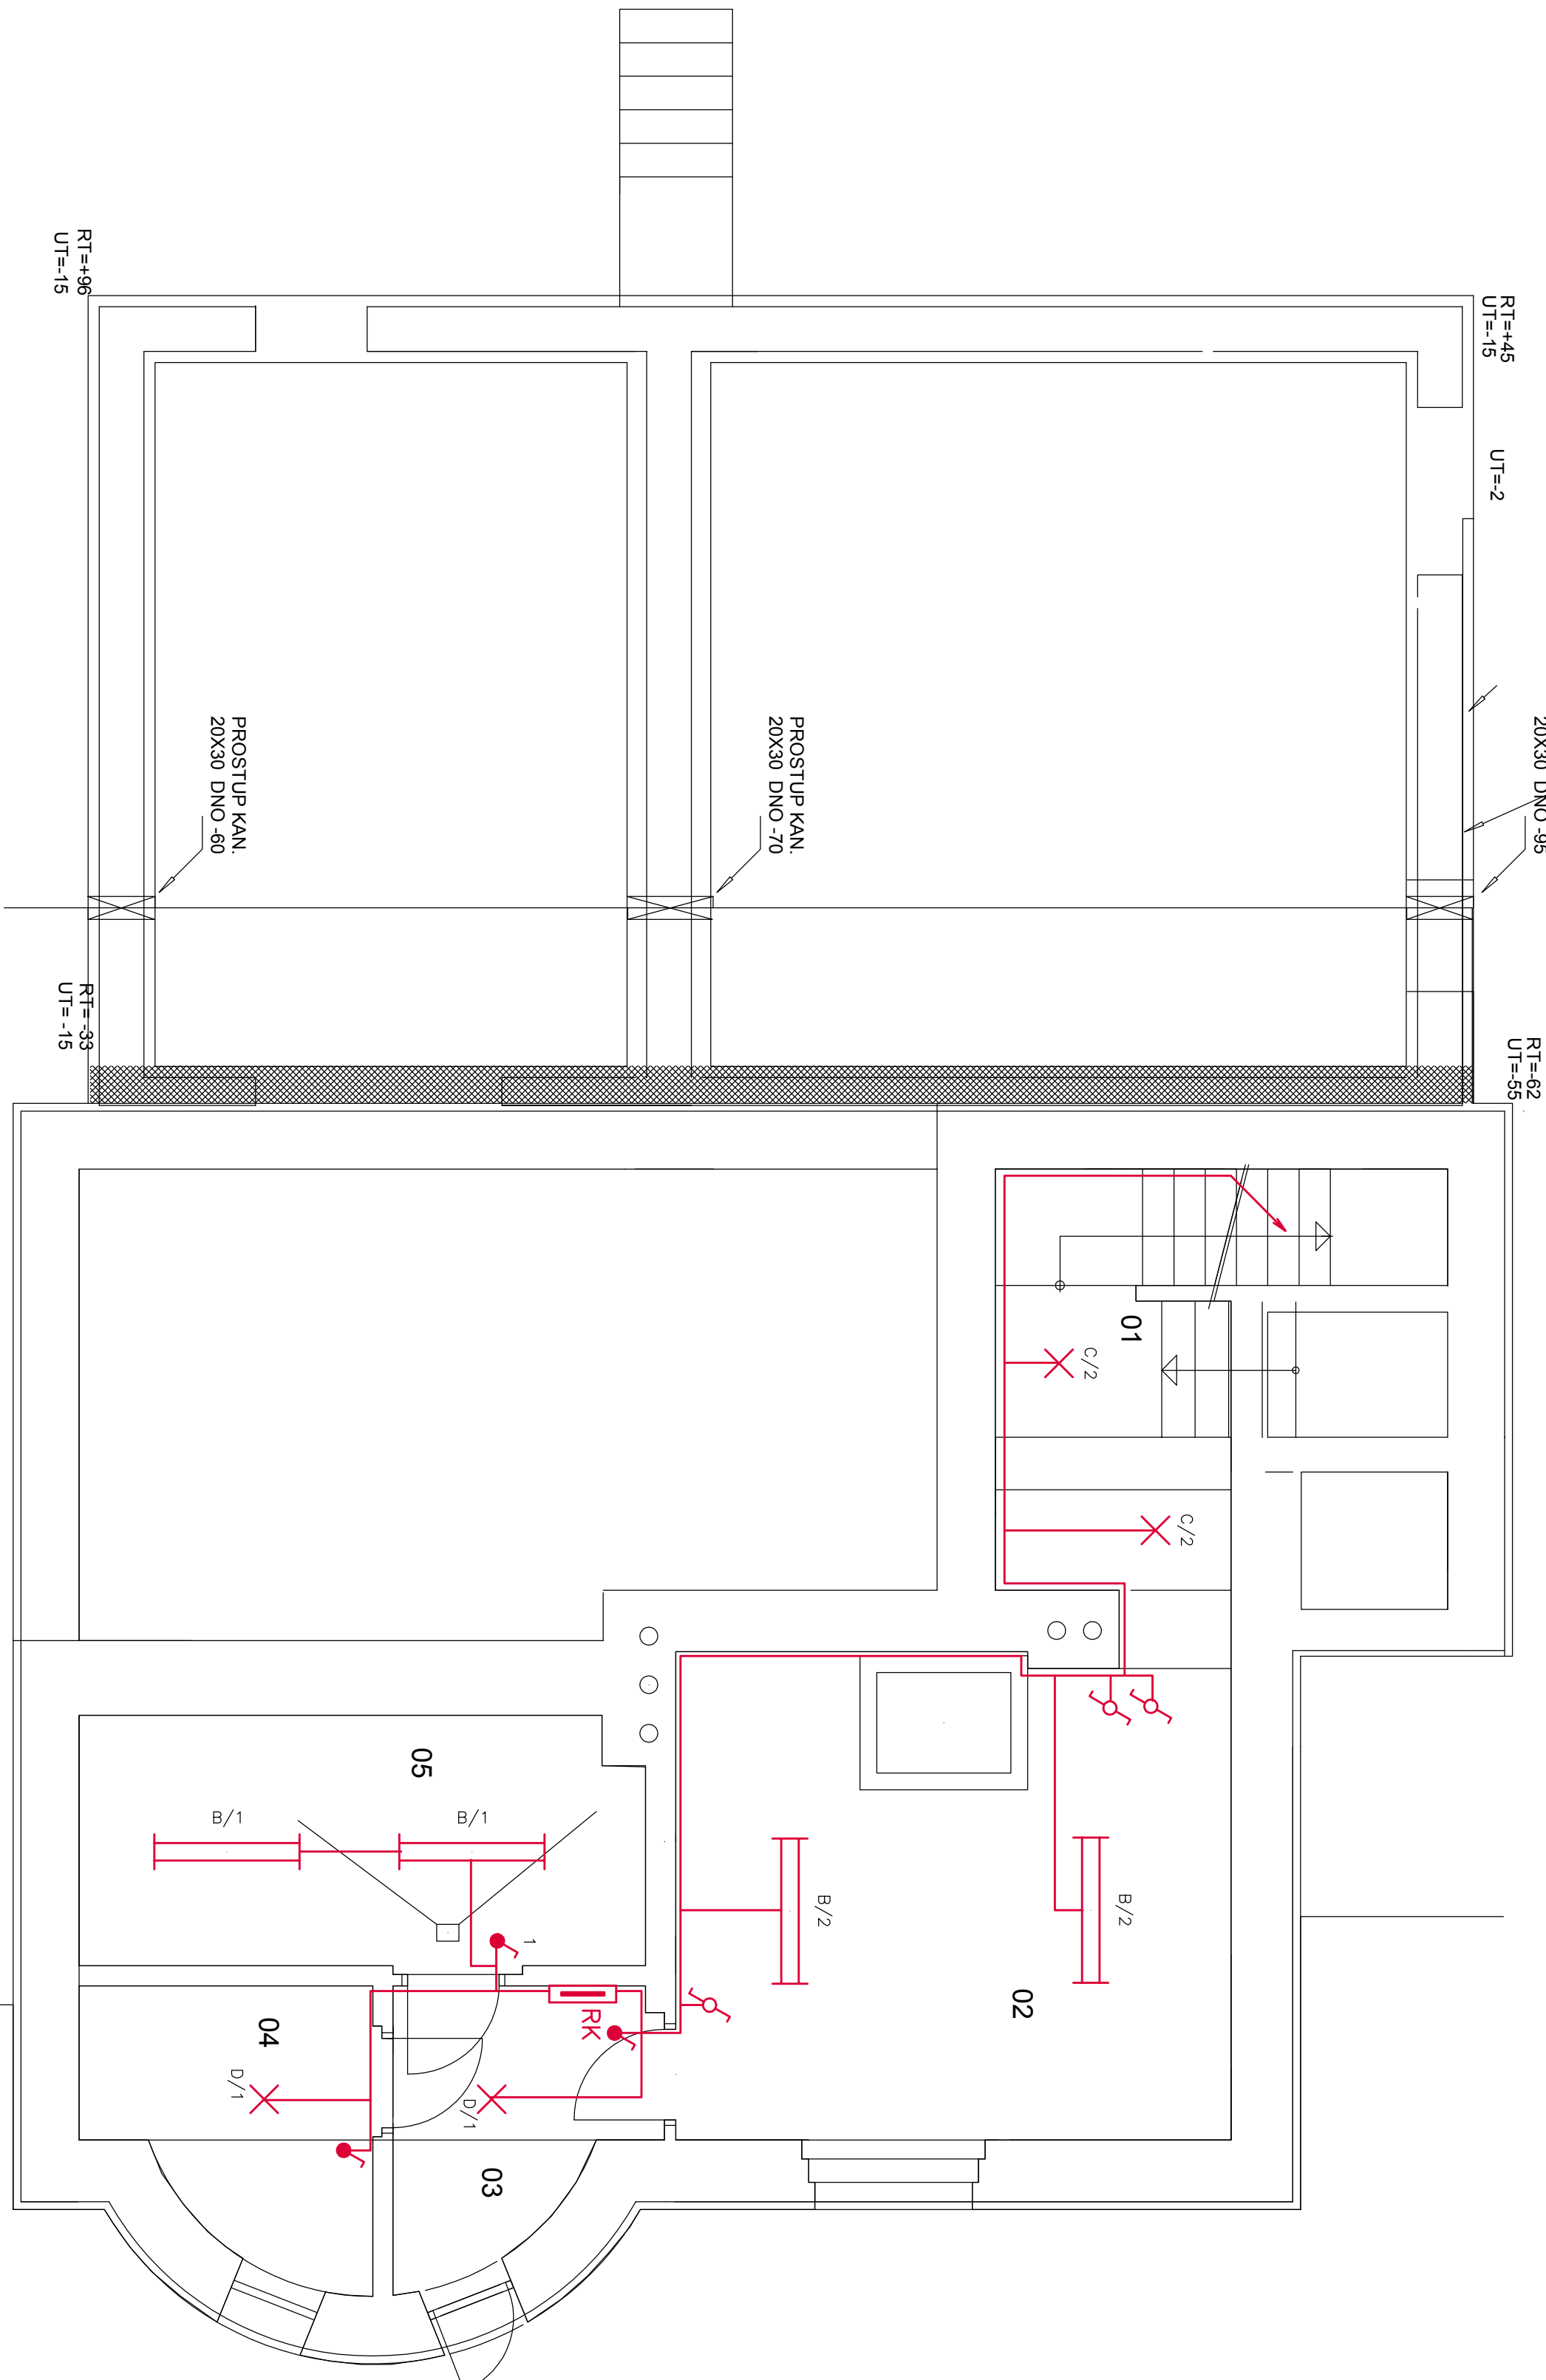 RT=+45
UT=-15
UT=-2
20X30 DNO -95
RT=-62
UT=-55
PROSTUP KAN.
20X30 DNO -70
PROSTUP KAN.
20X30 DNO -60
RT=+96
UT=-15
RT= -33
UT= -15
01
C/2
C/2
02
B/2
B/2
05
B/1
B/1
1
RK
04
D/1
D/1
03